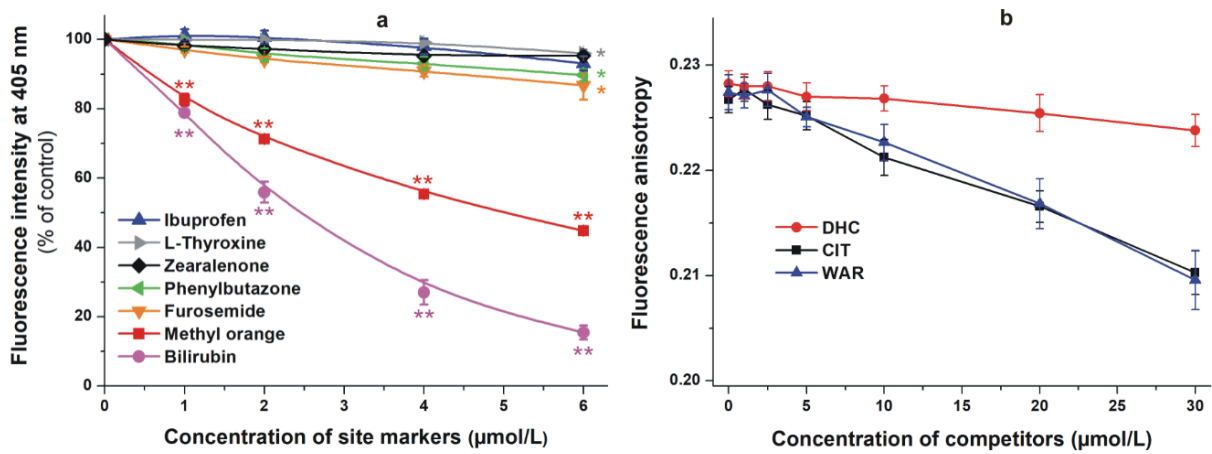 a
Fluorescence intensity at 405 nm
(% of control)
100
80
60
40
20
0
*
*
*
**
**
**
**
**
**
**
**
Ibuprofen
L-Thyroxine
Zearalenone
Phenylbutazone
Furosemide
Methyl orange
Bilirubin
0 1 2 3 4 5 6
Concentration of site markers (µmol/L)
b
Fluorescence anisotropy
0.23
0.22
0.21
0.20
DHC
CIT
WAR
0 5 10 15 20 25 30
Concentration of competitors (µmol/L)